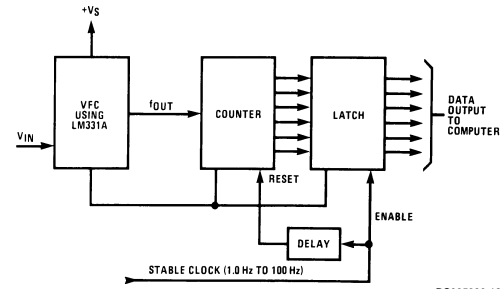 +VS
VFC
USING
LM331A
fOUT
VIN
COUNTER
LATCH
DATA
OUTPUT
TO
COMPUTER
RESET
ENABLE
DELAY
STABLE CLOCK (1.0 Hz TO 100 Hz)